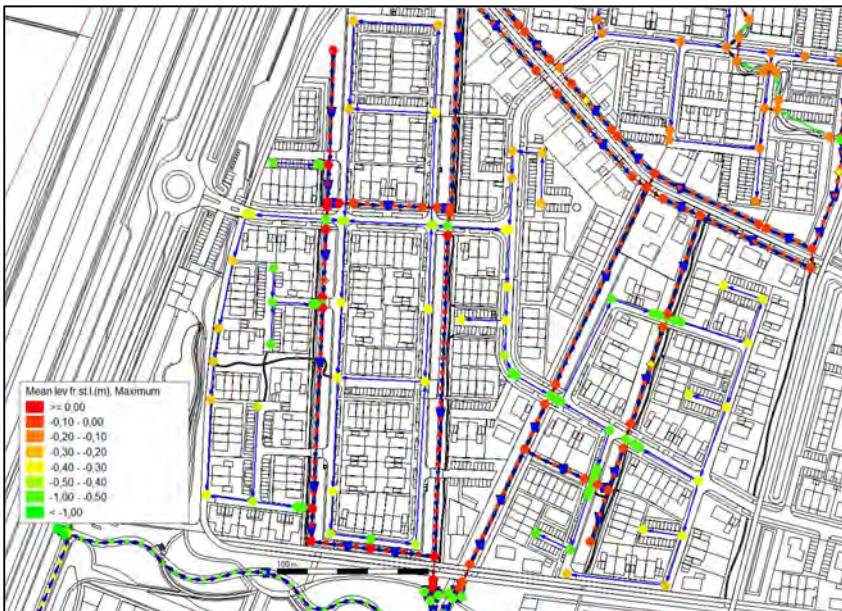 Mean lev fr.st.l.(m), Maximum
>= 0,00
-0,10 - 0,00
-0,20 - -0,10
-0,30 - -0,20
-0,40 - -0,30
-0,50 - -0,40
-1,00 - -0,50
< -1,00
100 m